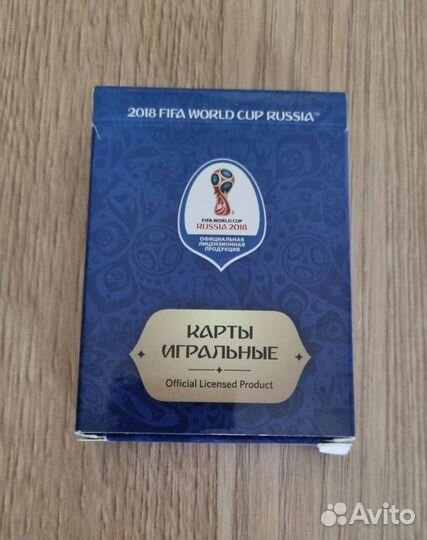 2018 FIFA WORLD CUP RUSSIA™
FIFA WORLD CUP
RUSSIA 2018
ОФИЦИАЛЬНАЯ
ЛИЦЕНЗИОННАЯ
ПРОДУКЦИЯ
КАРТЫ
ИГРАЛЬНЫЕ
Official Licensed Product
Avito